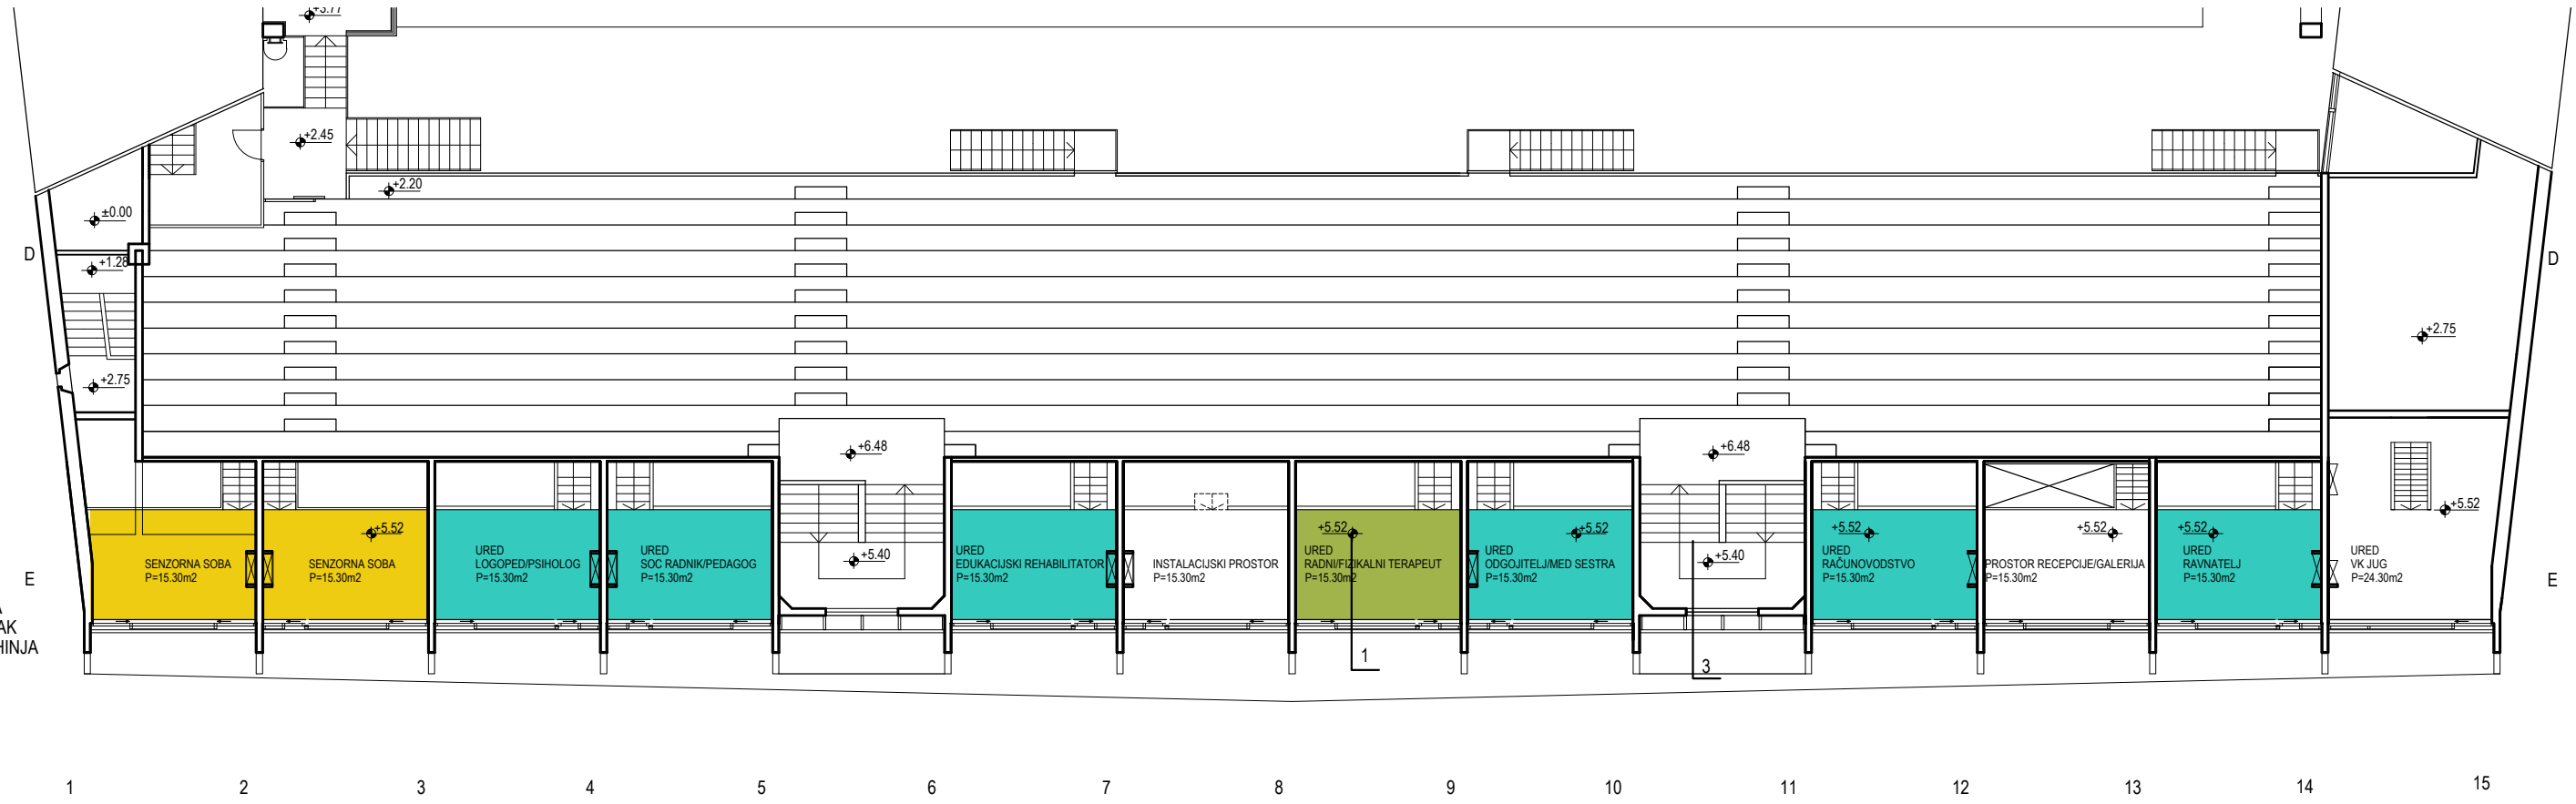 +3.77
+2.45
+2.20
±0.00
D
D
+1.28
+2.75
+2.75
+6.48
+6.48
+5.52
+5.52
+5.52
+5.52
+5.52
+5.52
+5.52
+5.40
+5.40
SENZORNA SOBA
P=15.30m2
SENZORNA SOBA
P=15.30m2
URED
LOGOPED/PSIHOLOG
P=15.30m2
URED
SOC RADNIK/PEDAGOG
P=15.30m2
URED
EDUKACIJSKI REHABILITATOR
P=15.30m2
INSTALACIJSKI PROSTOR
P=15.30m2
URED
RADNI/FIZIKALNI TERAPEUT
P=15.30m2
URED
ODGOJITELJ/MED SESTRA
P=15.30m2
URED
RAČUNOVODSTVO
P=15.30m2
PROSTOR RECEPCIJE/GALERIJA
P=15.30m2
URED
RAVNATELJ
P=15.30m2
URED
VK JUG
P=24.30m2
E
E
AK
HINJA
1
3
1 2 3 4 5 6 7 8 9 10 11 12 13 14 15